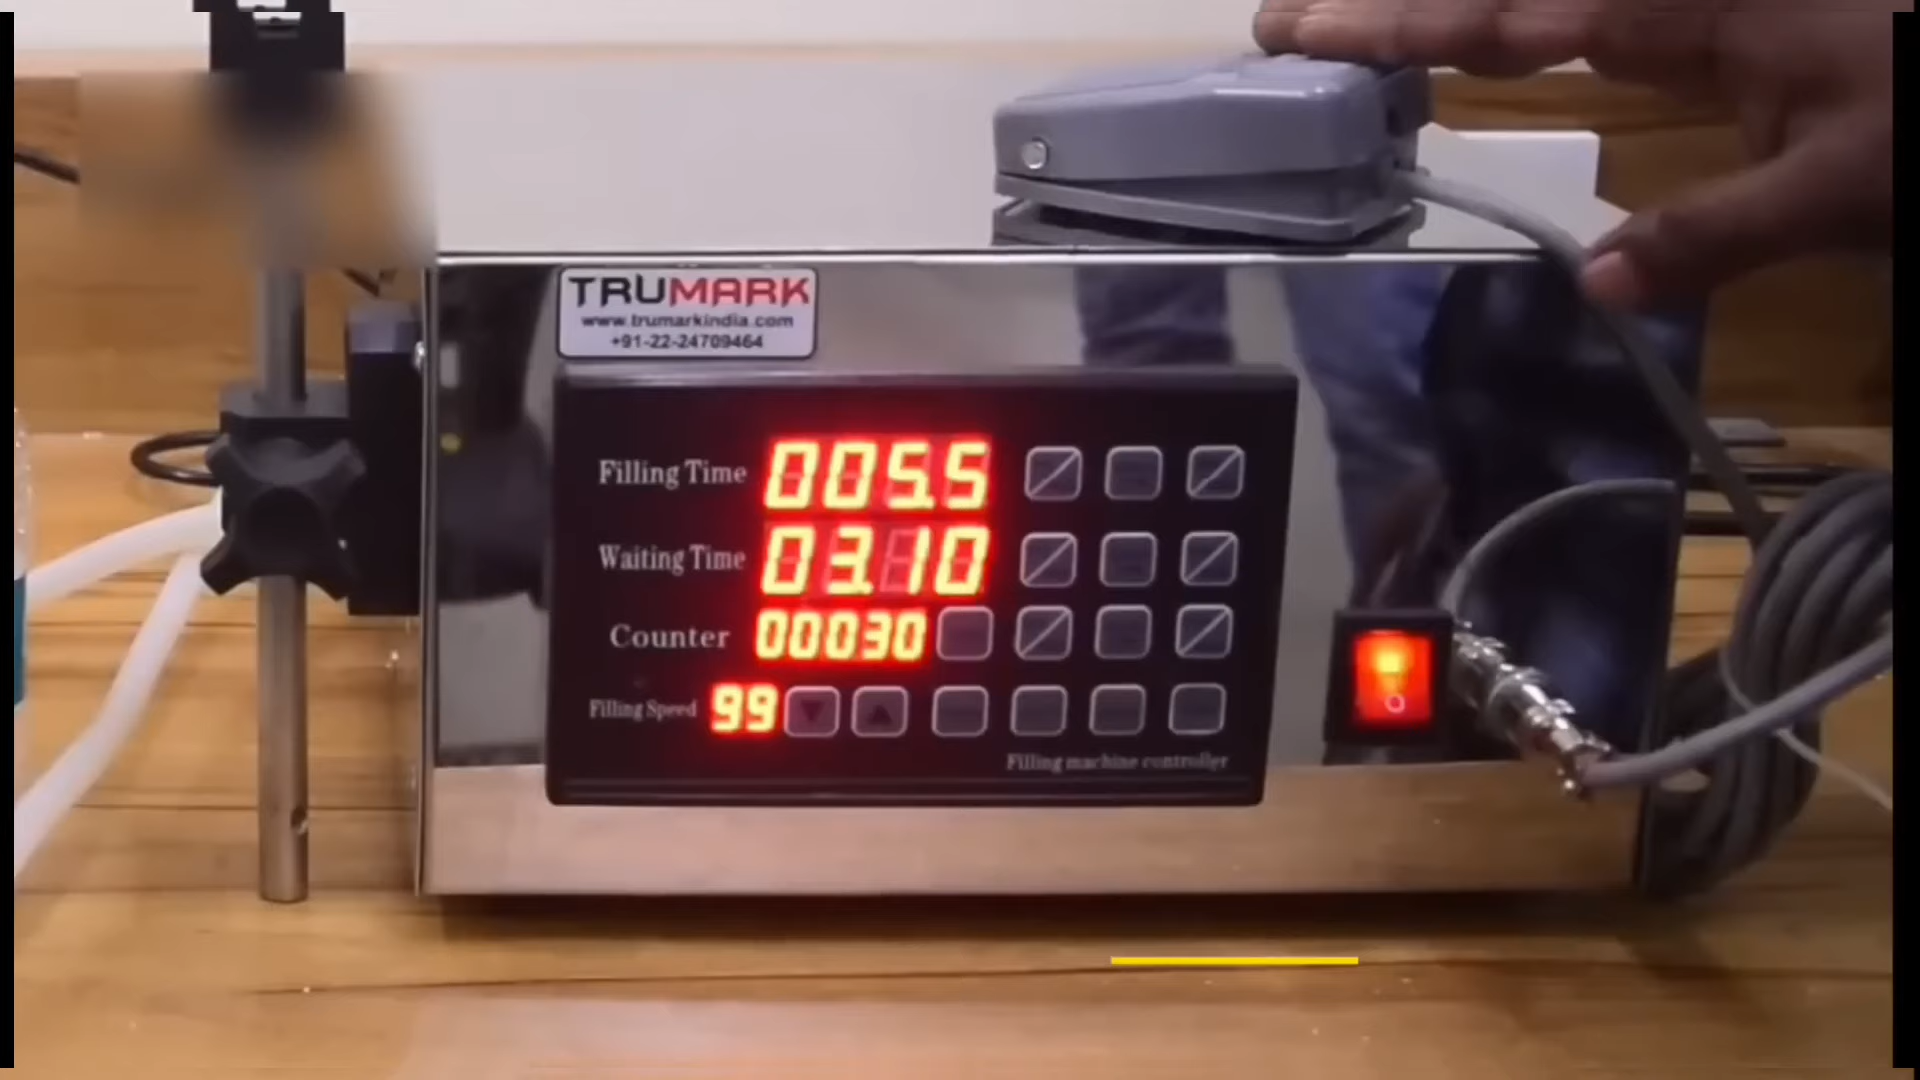 TRUMARK
www.trumarkindia.com
+91-22-24709464
Filling Time 005.5
Waiting Time 03.10
Counter 00030
Filling Speed 99
Filling machine controller